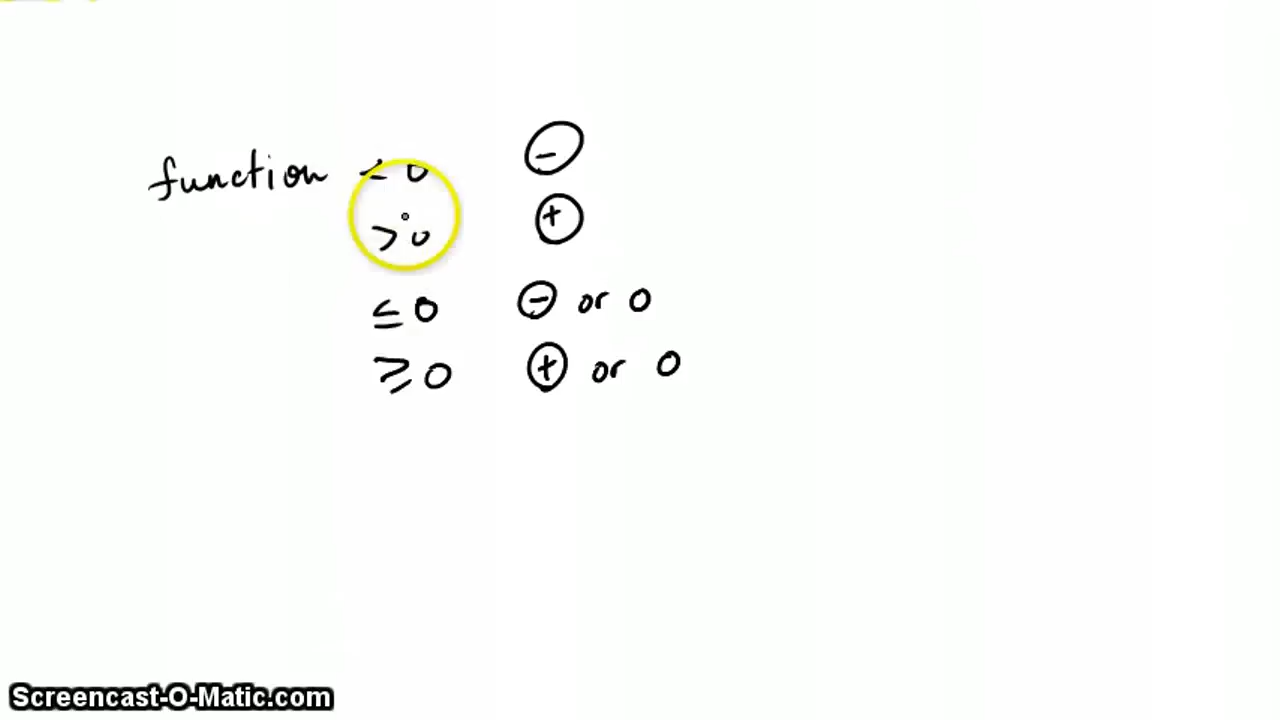 function < 0 ⊖
> 0 ⊕
≤ 0 ⊖ or 0
≥ 0 ⊕ or 0
Screencast-O-Matic.com